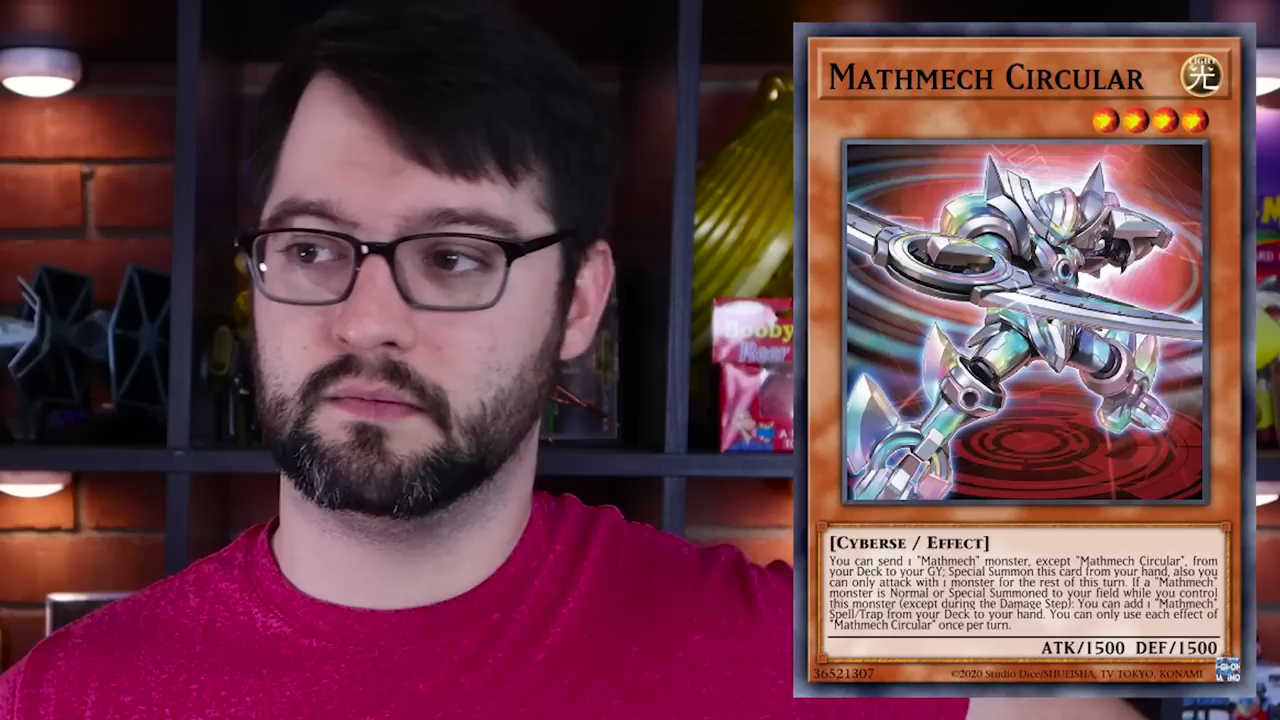 MATHMECH CIRCULAR
LIGHT
光
[CYBERSE / EFFECT]
You can send 1 "Mathmech" monster, except "Mathmech Circular", from
your Deck to your GY; Special Summon this card from your hand, also you
can only attack with 1 monster for the rest of this turn. If a "Mathmech"
monster is Normal or Special Summoned to your field while you control
this monster (except during the Damage Step): You can add 1 "Mathmech"
Spell/Trap from your Deck to your hand. You can only use each effect of
"Mathmech Circular" once per turn.
ATK/1500 DEF/1500
36521307
©2020 Studio Dice/SHUEISHA, TV TOKYO, KONAMI